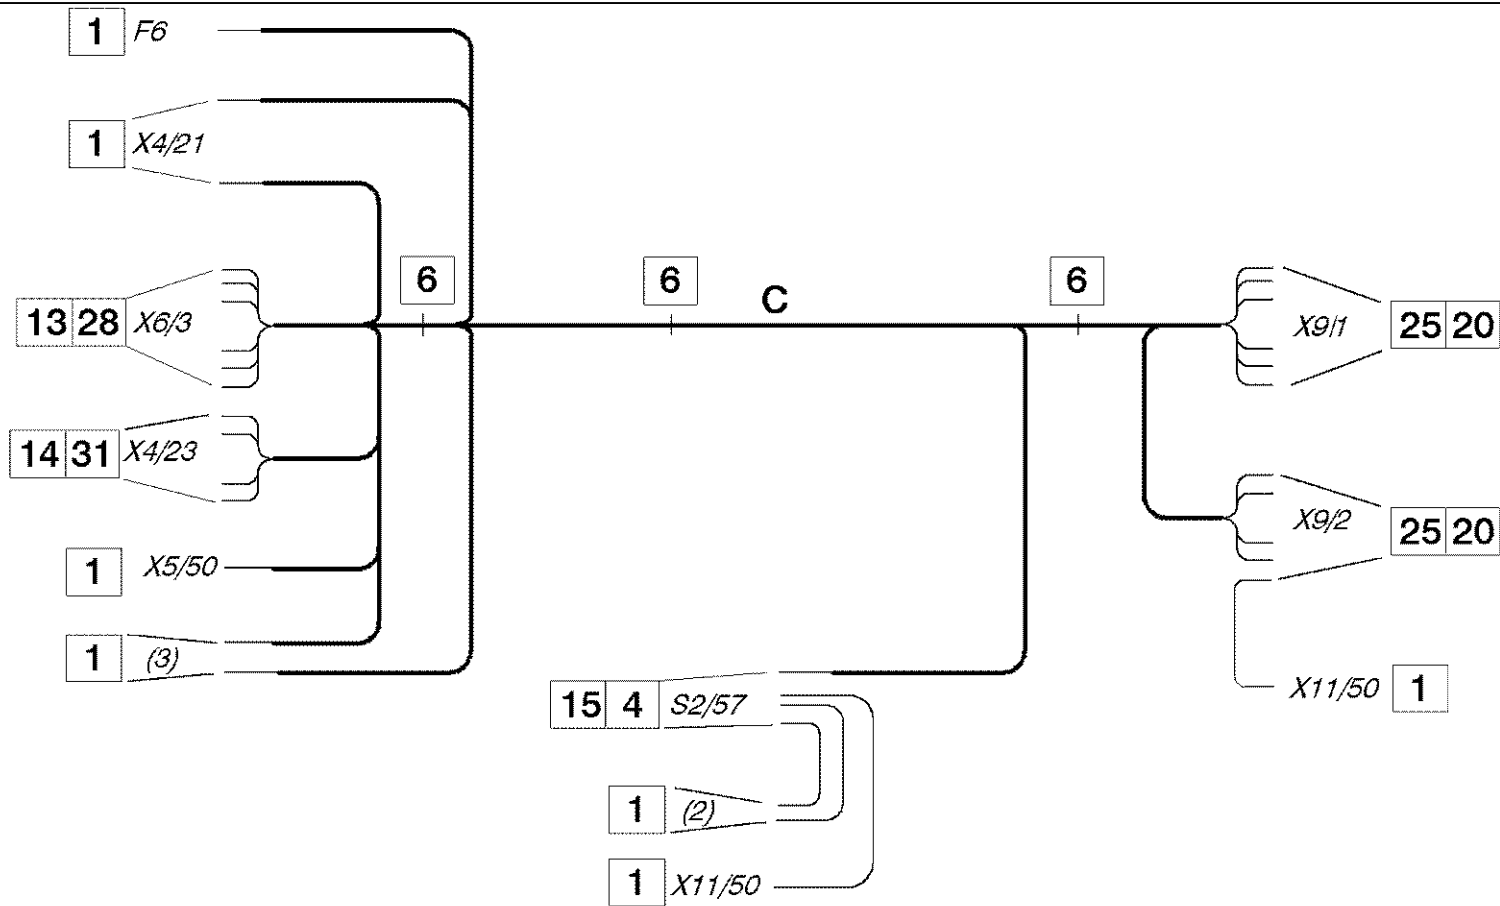 1 F6
1 X4/21
6 6 C 6
13 28 X6/3 X9/1 25 20
14 31 X4/23
X9/2 25 20
1 X5/50
1 (3)
X11/50 1
15 4 S2/57
1 (2)
1 X11/50